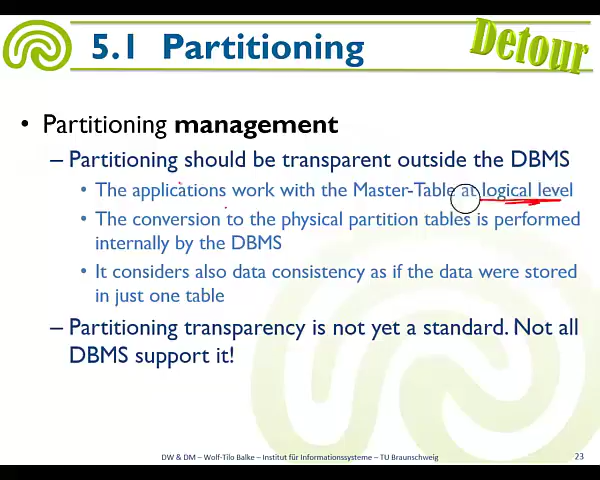 5.1 Partitioning
Detour
• Partitioning management
– Partitioning should be transparent outside the DBMS
• The applications work with the Master-Table at logical level
• The conversion to the physical partition tables is performed
internally by the DBMS
• It considers also data consistency as if the data were stored
in just one table
– Partitioning transparency is not yet a standard. Not all
DBMS support it!
DW & DM – Wolf-Tilo Balke – Institut für Informationssysteme – TU Braunschweig
23